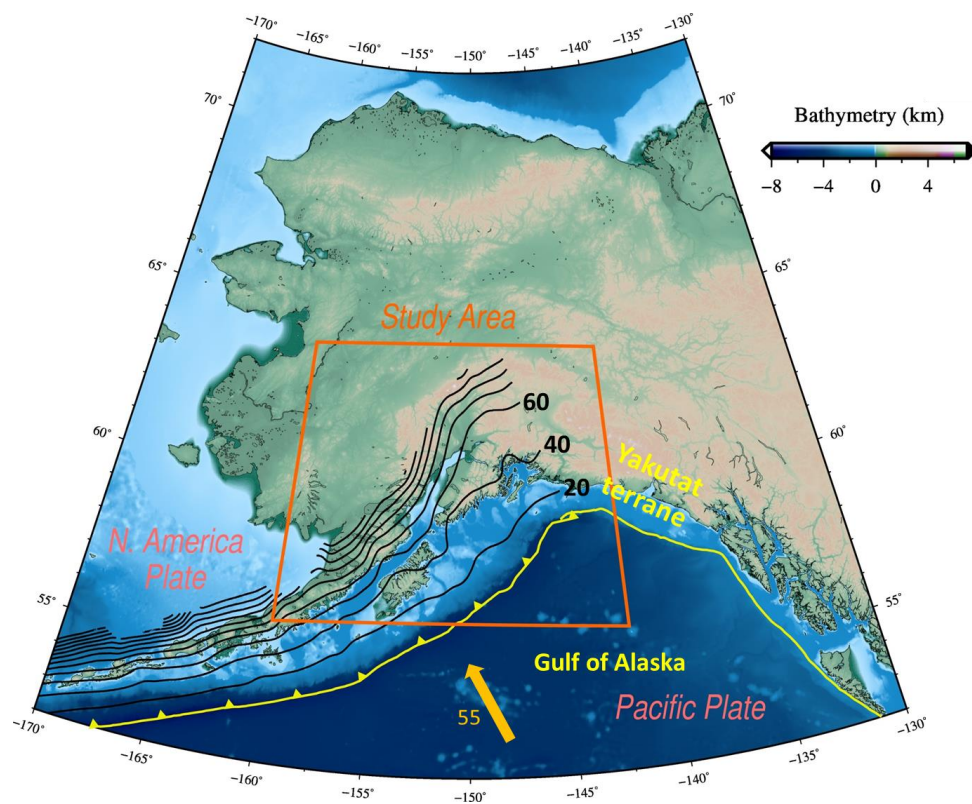 −170° −165° −160° −155° −150° −145° −140° −135° −130°
70° 70°
Bathymetry (km)
−8 −4 0 4
65° 65°
Study Area
60
60° 60°
40
Yakutat
terrane
20
N. America
Plate
55° 55°
Gulf of Alaska
Pacific Plate
55
−170° −165° −160° −155° −150° −145° −140° −135° −130°